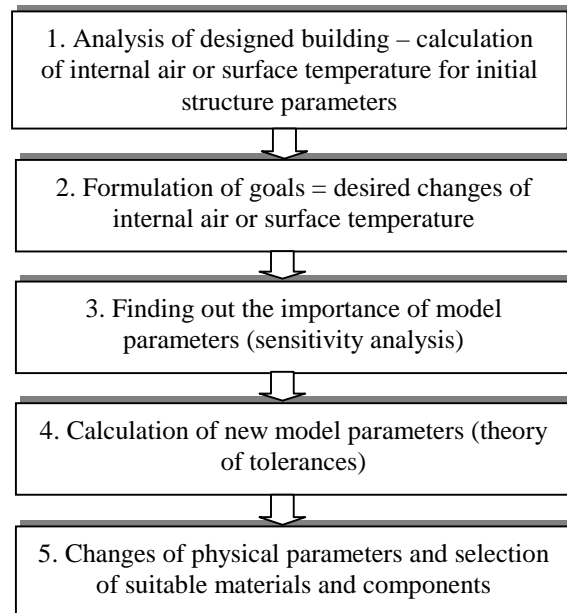 1. Analysis of designed building – calculation
of internal air or surface temperature for initial
structure parameters
2. Formulation of goals = desired changes of
internal air or surface temperature
3. Finding out the importance of model
parameters (sensitivity analysis)
4. Calculation of new model parameters (theory
of tolerances)
5. Changes of physical parameters and selection
of suitable materials and components